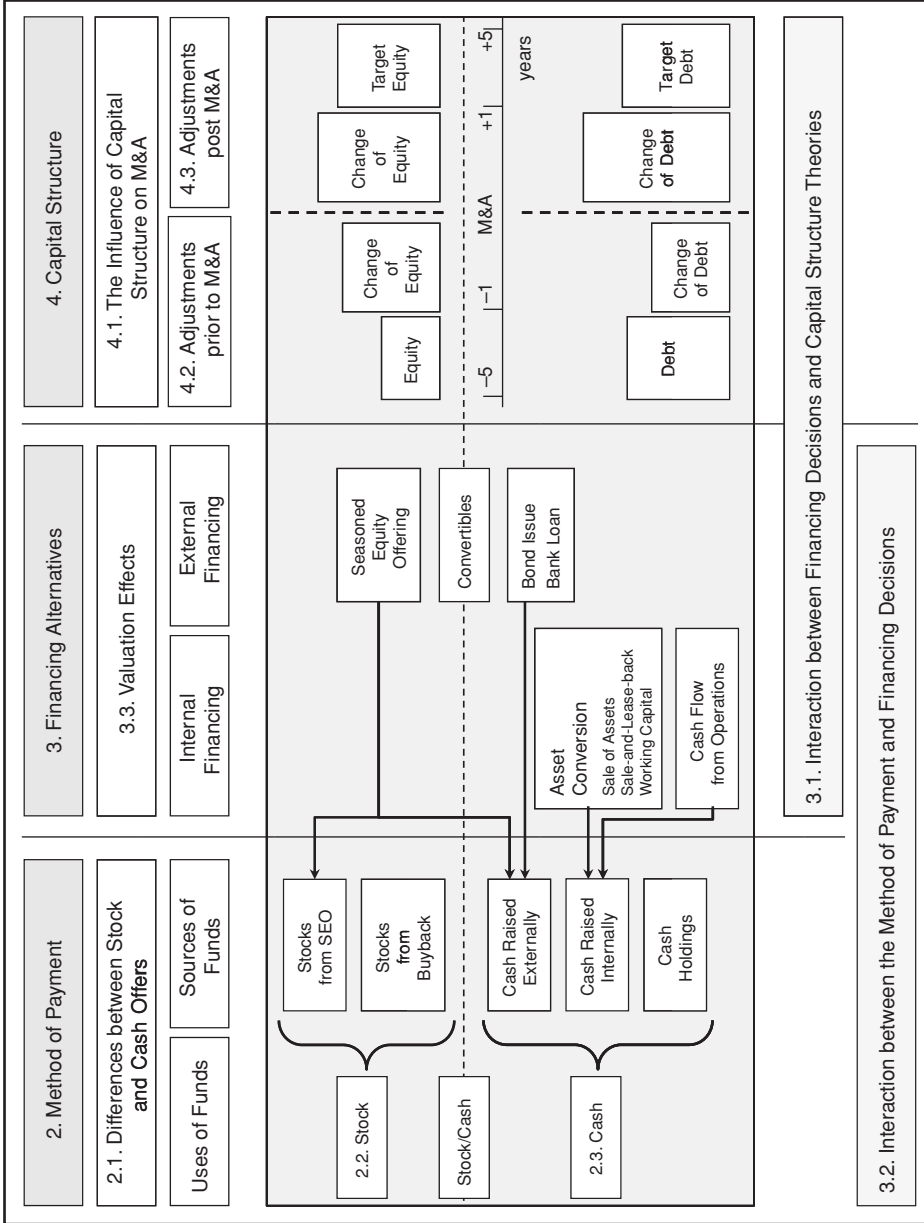 2. Method of Payment
2.1. Differences between Stock
and Cash Offers
Uses of Funds
Sources of
Funds
2.2. Stock
Stock/Cash
2.3. Cash
Stocks
from SEO
Stocks
from
Buyback
Cash Raised
Externally
Cash Raised
Internally
Cash
Holdings
3. Financing Alternatives
3.3. Valuation Effects
Internal
Financing
External
Financing
Seasoned
Equity
Offering
Convertibles
Bond Issue
Bank Loan
Asset
Conversion
Sale of Assets
Sale-and-Lease-back
Working Capital
Cash Flow
from Operations
4. Capital Structure
4.1. The Influence of Capital
Structure on M&A
4.2. Adjustments
prior to M&A
4.3. Adjustments
post M&A
Equity
Change
of
Equity
Change
of
Equity
Target
Equity
−5
−1
M&A
+1
+5
years
Debt
Change
of Debt
Change
of Debt
Target
Debt
3.1. Interaction between Financing Decisions and Capital Structure Theories
3.2. Interaction between the Method of Payment and Financing Decisions